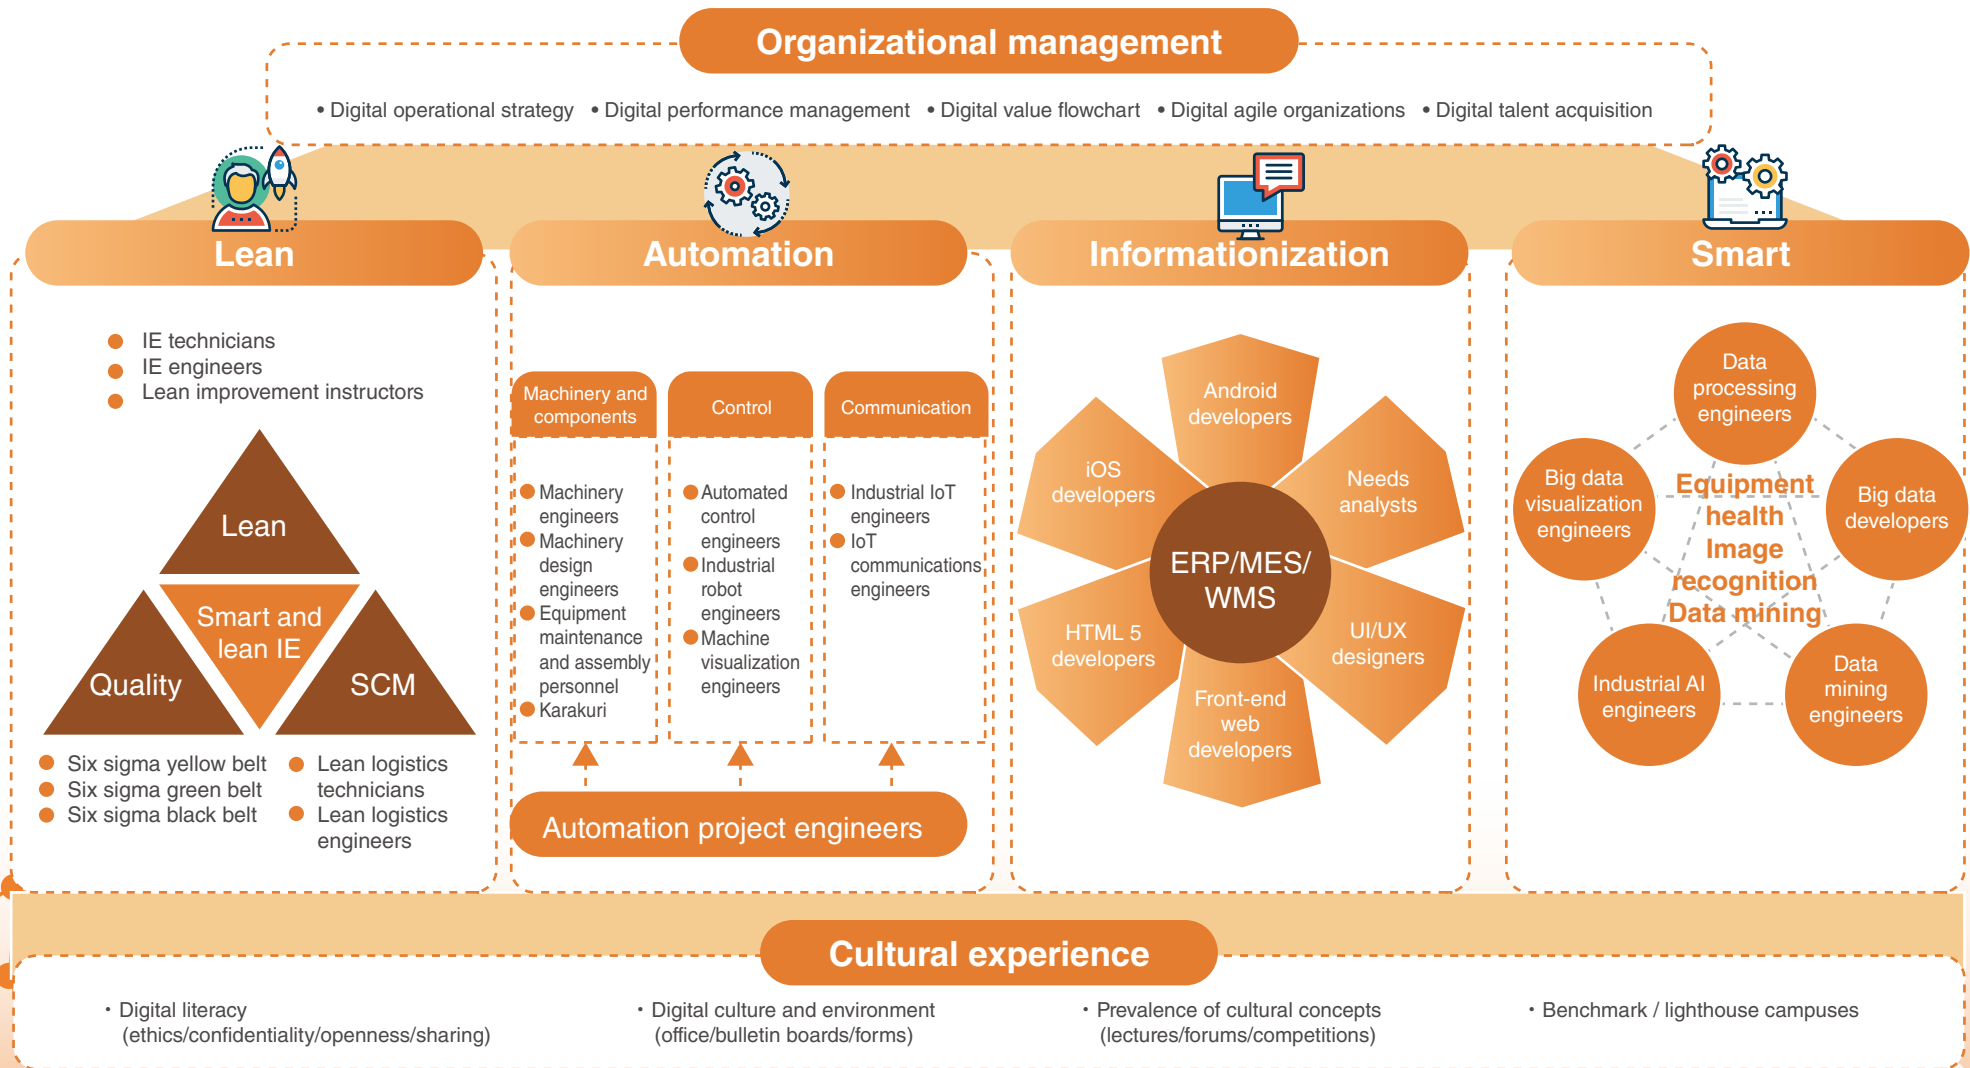 Organizational management
• Digital operational strategy • Digital performance management • Digital value flowchart • Digital agile organizations • Digital talent acquisition
Lean
IE technicians
IE engineers
Lean improvement instructors
Lean
Smart and
lean IE
Quality
SCM
Six sigma yellow belt
Six sigma green belt
Six sigma black belt
Lean logistics
technicians
Lean logistics
engineers
Automation
Machinery and
components
Machinery
engineers
Machinery
design
engineers
Equipment
maintenance
and assembly
personnel
Karakuri
Control
Automated
control
engineers
Industrial
robot
engineers
Machine
visualization
engineers
Communication
Industrial IoT
engineers
IoT
communications
engineers
Automation project engineers
Informationization
Android
developers
iOS
developers
Needs
analysts
ERP/MES/
WMS
HTML 5
developers
UI/UX
designers
Front-end
web
developers
Smart
Data
processing
engineers
Big data
visualization
engineers
Big data
developers
Equipment
health
Image
recognition
Data mining
Industrial AI
engineers
Data
mining
engineers
Cultural experience
· Digital literacy
(ethics/confidentiality/openness/sharing)
· Digital culture and environment
(office/bulletin boards/forms)
· Prevalence of cultural concepts
(lectures/forums/competitions)
· Benchmark / lighthouse campuses